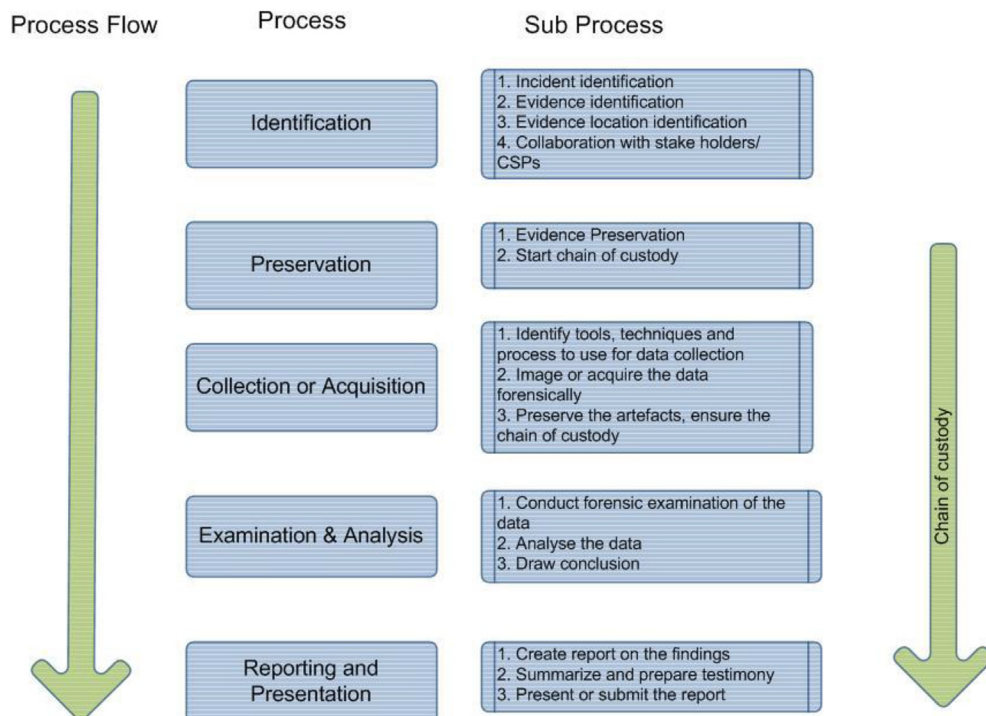 Process Flow
Process
Sub Process
Identification
1. Incident identification
2. Evidence identification
3. Evidence location identification
4. Collaboration with stake holders/
CSPs
Preservation
1. Evidence Preservation
2. Start chain of custody
Collection or Acquisition
1. Identify tools, techniques and
process to use for data collection
2. Image or acquire the data
forensically
3. Preserve the artefacts, ensure the
chain of custody
Examination & Analysis
1. Conduct forensic examination of the
data
2. Analyse the data
3. Draw conclusion
Reporting and
Presentation
1. Create report on the findings
2. Summarize and prepare testimony
3. Present or submit the report
Chain of custody